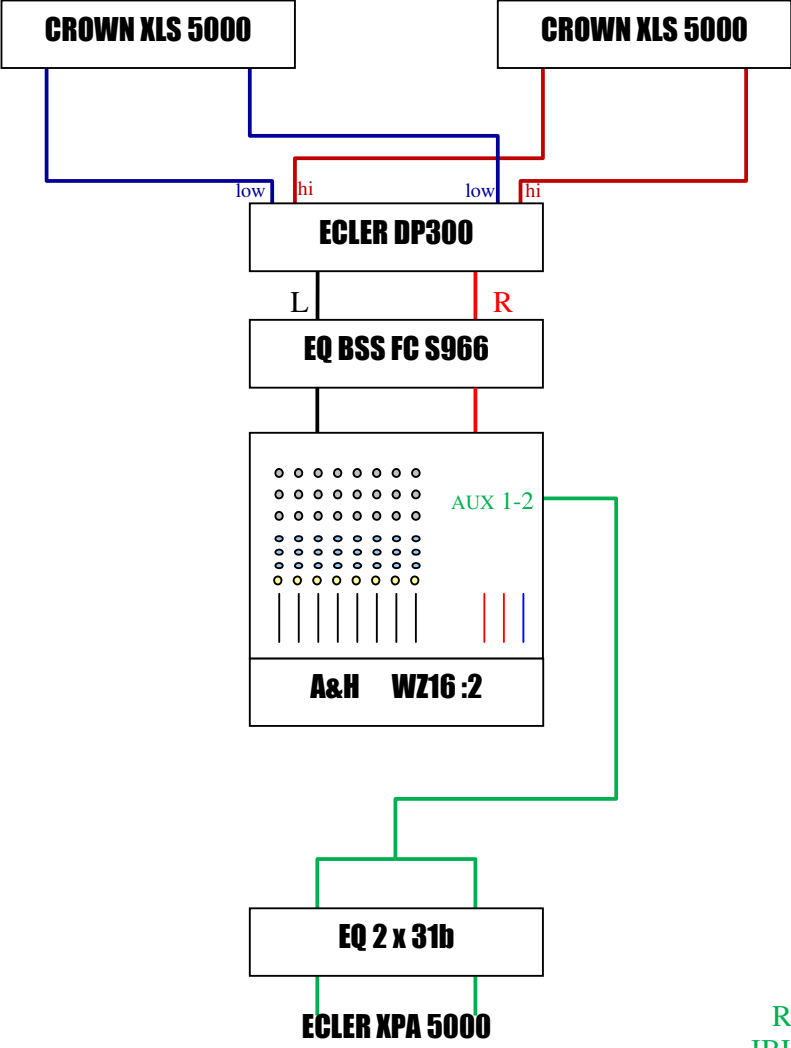 CROWN XLS 5000
CROWN XLS 5000
low
hi
low
hi
ECLER DP300
L
R
EQ BSS FC S966
AUX 1-2
A&H WZ16 :2
EQ 2 x 31b
ECLER XPA 5000
R